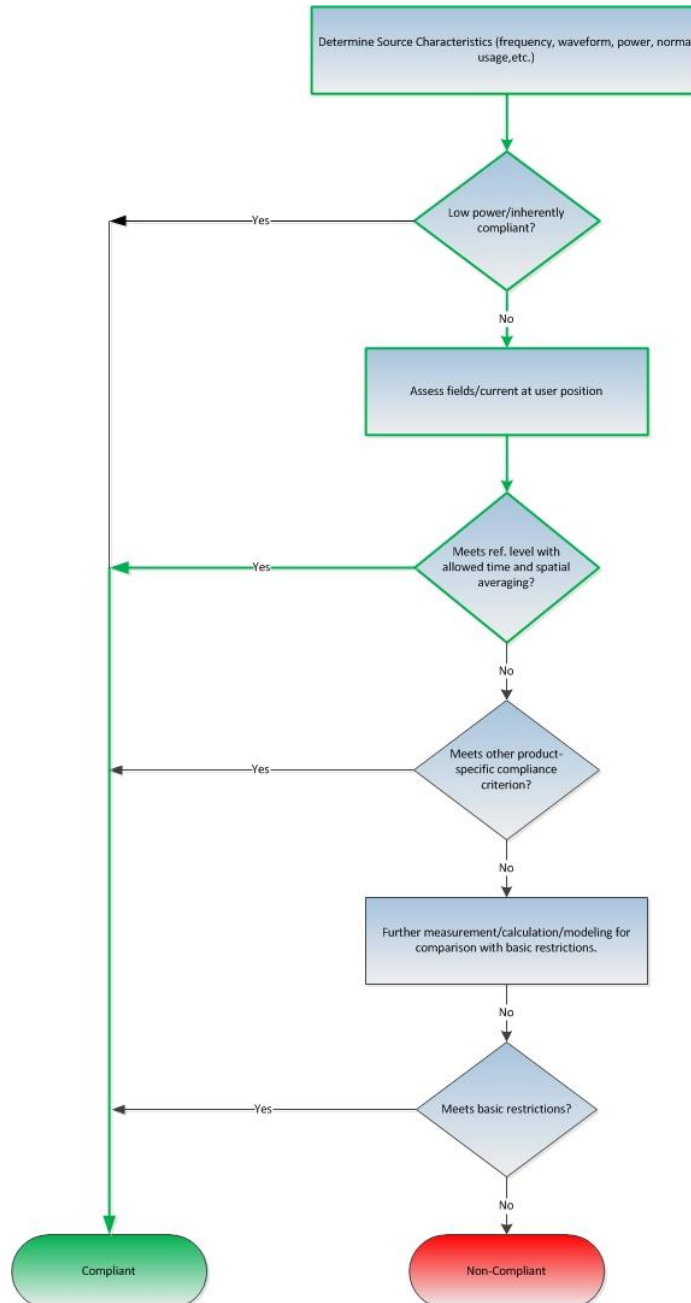 Determine Source Characteristics (frequency, waveform, power, norma
usage,etc.)
Low power/inherently
compliant?
Yes
No
Assess fields/current at user position
Meets ref. level with
allowed time and spatial
averaging?
Yes
No
Meets other product-
specific compliance
criterion?
Yes
No
Further measurement/calculation/modeling for
comparison with basic restrictions.
No
Meets basic restrictions?
Yes
No
Compliant
Non-Compliant